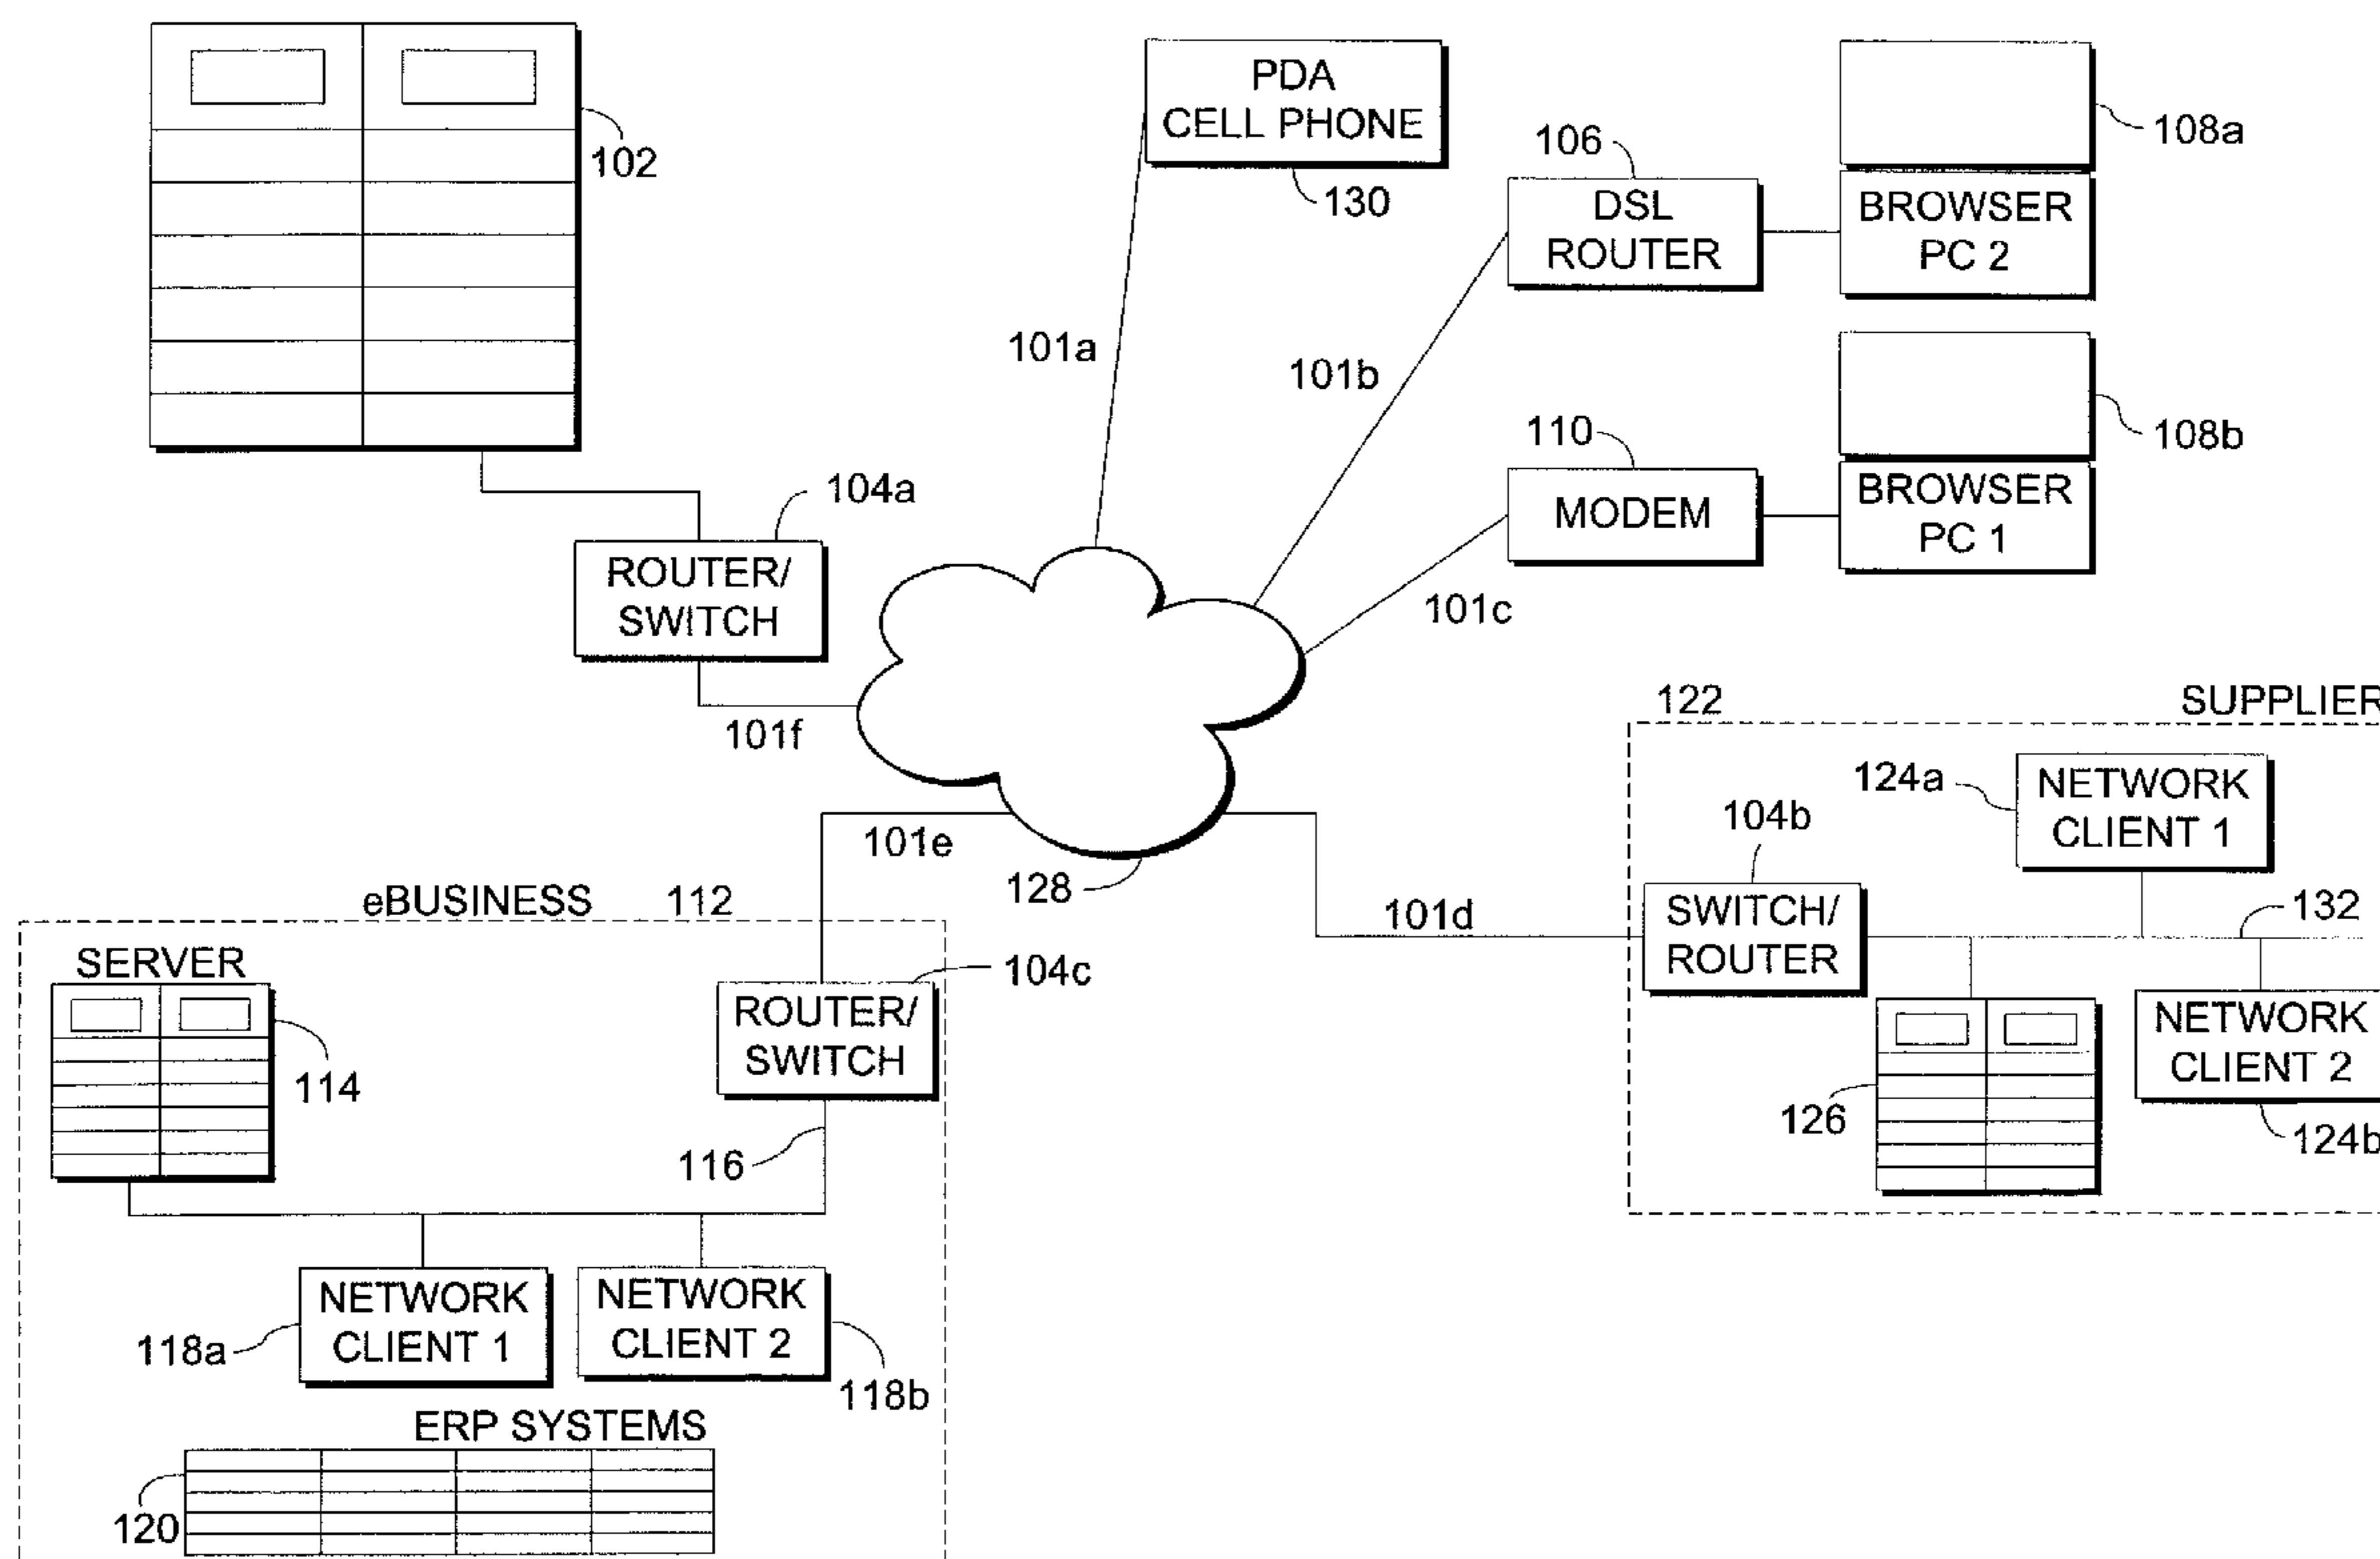 102
PDA
CELL PHONE
130
106
DSL
ROUTER
108a
BROWSER
PC 2
101a
101b
110
MODEM
108b
BROWSER
PC 1
104a
ROUTER/
SWITCH
101c
101f
122
SUPPLIER
124a
NETWORK
CLIENT 1
104b
SWITCH/
ROUTER
132
101e
128
101d
eBUSINESS
112
SERVER
114
104c
ROUTER/
SWITCH
126
NETWORK
CLIENT 2
124b
116
118a
NETWORK
CLIENT 1
NETWORK
CLIENT 2
118b
ERP SYSTEMS
120